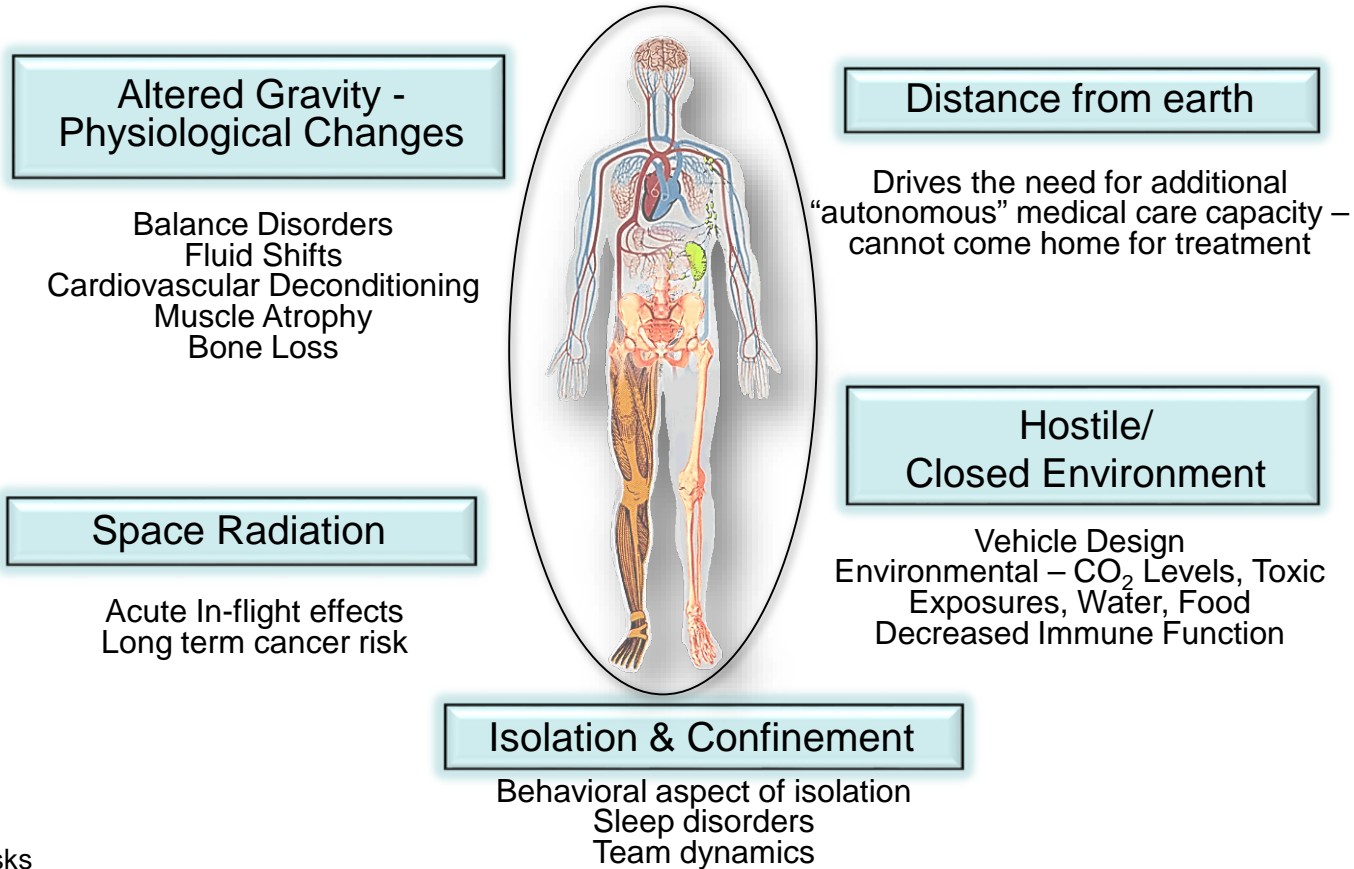 Altered Gravity -
Physiological Changes
Balance Disorders
Fluid Shifts
Cardiovascular Deconditioning
Muscle Atrophy
Bone Loss
Distance from earth
Drives the need for additional
“autonomous” medical care capacity –
cannot come home for treatment
Space Radiation
Acute In-flight effects
Long term cancer risk
Hostile/
Closed Environment
Vehicle Design
Environmental – CO₂ Levels, Toxic
Exposures, Water, Food
Decreased Immune Function
Isolation & Confinement
Behavioral aspect of isolation
Sleep disorders
Team dynamics